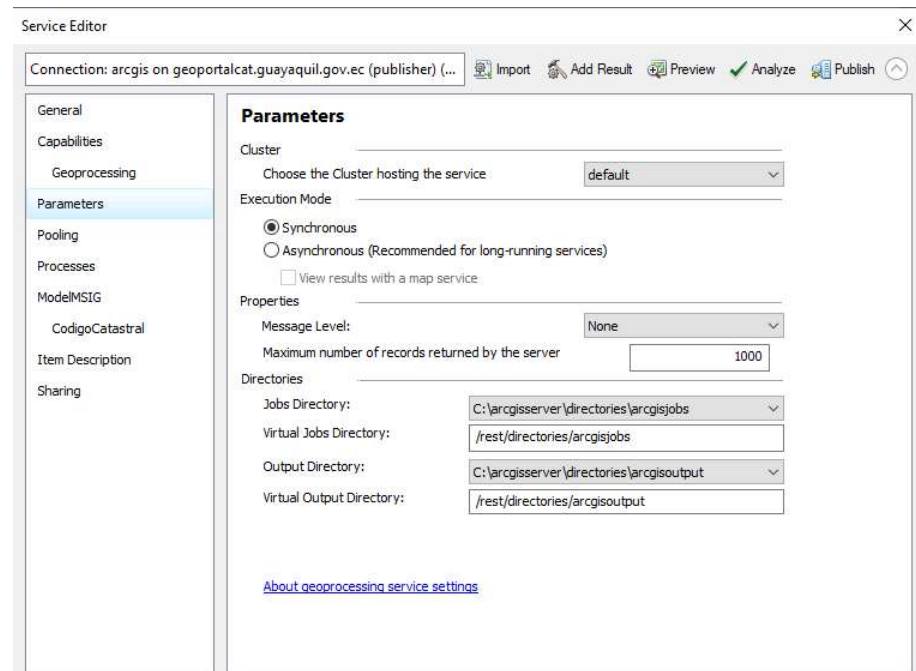 Service Editor
Connection: arcgis on geoportalcat.guayaquil.gov.ec (publisher) (... Import Add Result Preview Analyze Publish
General
Capabilities
Geoprocessing
Parameters
Pooling
Processes
ModelMSIG
CodigoCatastral
Item Description
Sharing
Parameters
Cluster
Choose the Cluster hosting the service default
Execution Mode
Synchronous
Asynchronous (Recommended for long-running services)
View results with a map service
Properties
Message Level: None
Maximum number of records returned by the server 1000
Directories
Jobs Directory: C:\arcgisserver\directories\arcgisjobs
Virtual Jobs Directory: /rest/directories/arcgisjobs
Output Directory: C:\arcgisserver\directories\arcgisoutput
Virtual Output Directory: /rest/directories/arcgisoutput
About geoprocessing service settings